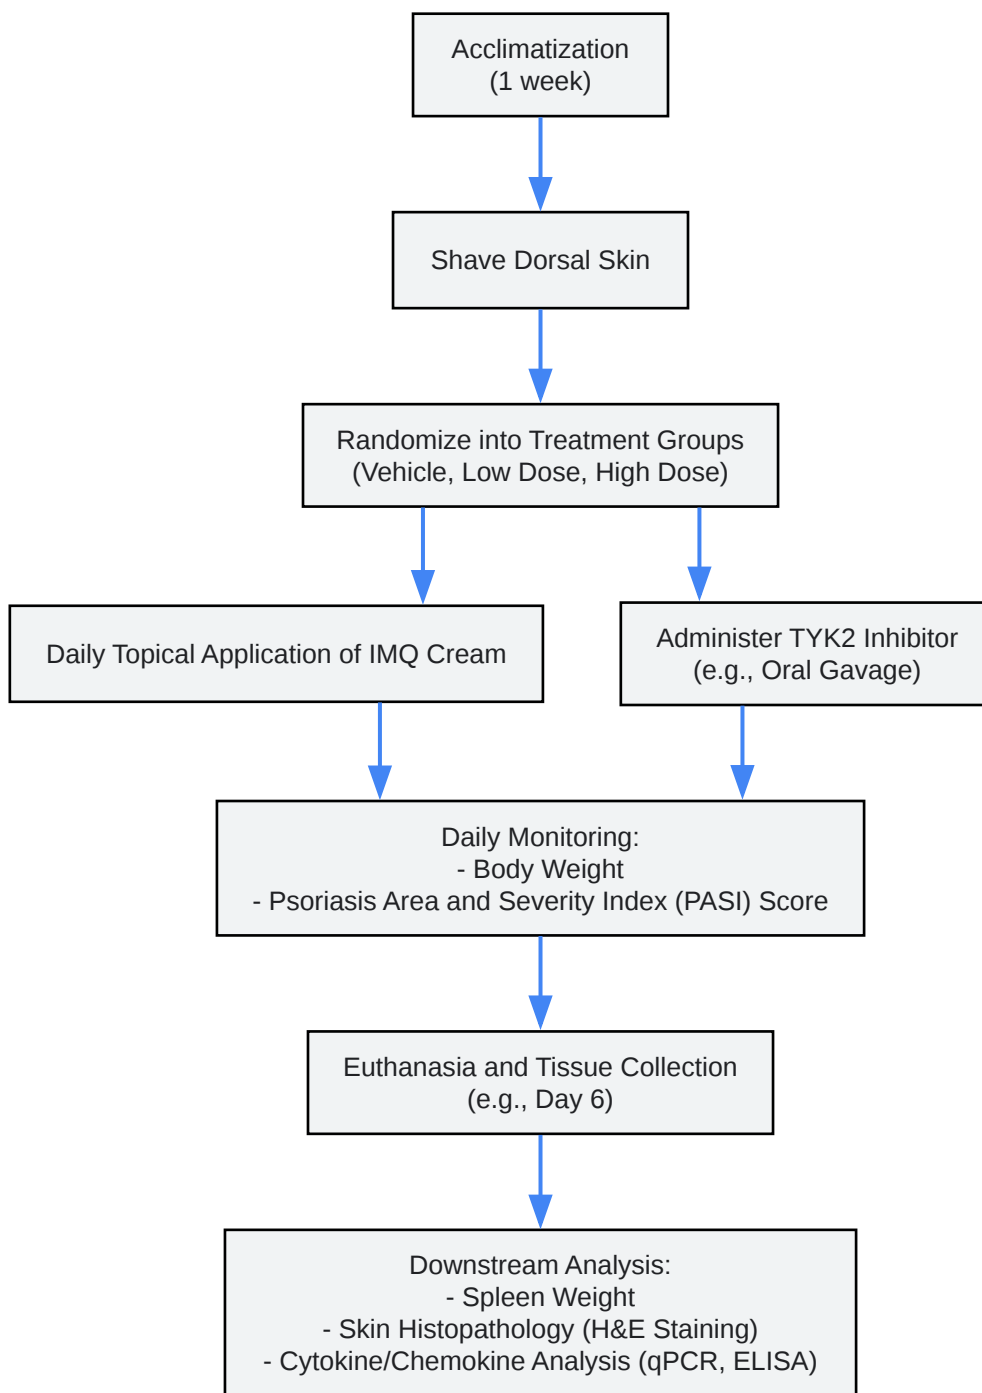 Acclimatization
(1 week)
Shave Dorsal Skin
Randomize into Treatment Groups
(Vehicle, Low Dose, High Dose)
Daily Topical Application of IMQ Cream
Administer TYK2 Inhibitor
(e.g., Oral Gavage)
Daily Monitoring:
- Body Weight
- Psoriasis Area and Severity Index (PASI) Score
Euthanasia and Tissue Collection
(e.g., Day 6)
Downstream Analysis:
- Spleen Weight
- Skin Histopathology (H&E Staining)
- Cytokine/Chemokine Analysis (qPCR, ELISA)